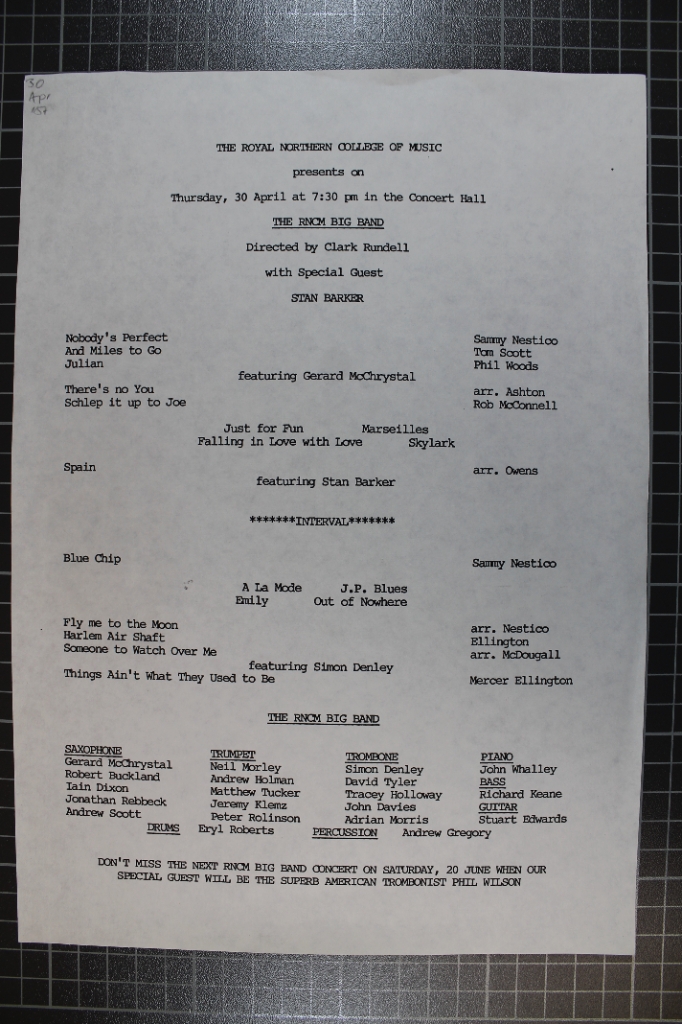 30
Apr
THE ROYAL NORTHERN COLLEGE OF MUSIC
presents on
Thursday, 30 April at 7:30 pm in the Concert Hall
THE RNCM BIG BAND
Directed by Clark Rundell
with Special Guest
STAN BARKER
Nobody's Perfect Sammy Nestico
And Miles to Go Tom Scott
Julian Phil Woods
featuring Gerard McChrystal
There's no You arr. Ashton
Schlep it up to Joe Rob McConnell
Just for Fun Marseilles
Falling in Love with Love Skylark
Spain arr. Owens
featuring Stan Barker
*******INTERVAL*******
Blue Chip Sammy Nestico
A La Mode J.P. Blues
Emily Out of Nowhere
Fly me to the Moon arr. Nestico
Harlem Air Shaft Ellington
Someone to Watch Over Me arr. McDougall
featuring Simon Denley
Things Ain't What They Used to Be Mercer Ellington
THE RNCM BIG BAND
SAXOPHONE TRUMPET TROMBONE PIANO
Gerard McChrystal Neil Morley Simon Denley John Whalley
Robert Buckland Andrew Holman David Tyler BASS
Iain Dixon Matthew Tucker Tracey Holloway Richard Keane
Jonathan Rebbeck Jeremy Klemz John Davies GUITAR
Andrew Scott Peter Rolinson Adrian Morris Stuart Edwards
DRUMS Eryl Roberts PERCUSSION Andrew Gregory
DON'T MISS THE NEXT RNCM BIG BAND CONCERT ON SATURDAY, 20 JUNE WHEN OUR
SPECIAL GUEST WILL BE THE SUPERB AMERICAN TROMBONIST PHIL WILSON